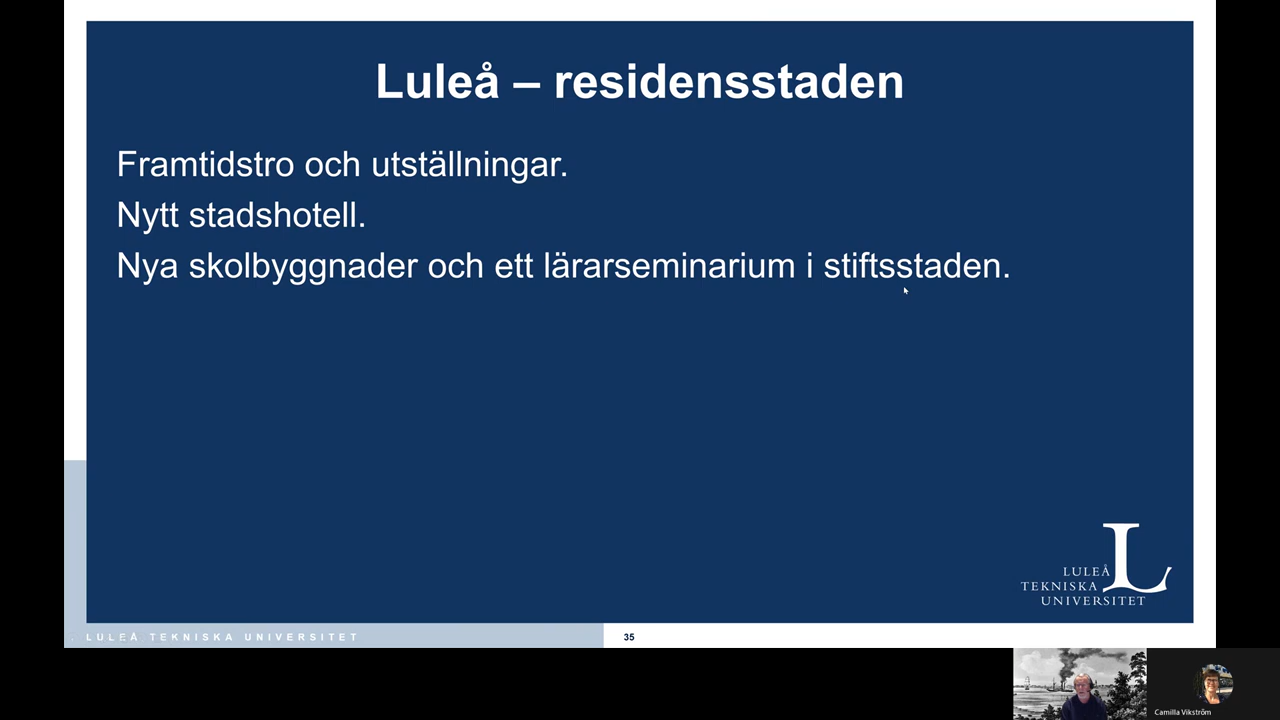 Luleå – residensstaden
Framtidstro och utställningar.
Nytt stadshotell.
Nya skolbyggnader och ett lärarseminarium i stiftsstaden.
LULEÅ
TEKNISKA
UNIVERSITET
LULEÅ TEKNISKA UNIVERSITET
35
Camilla Vikström